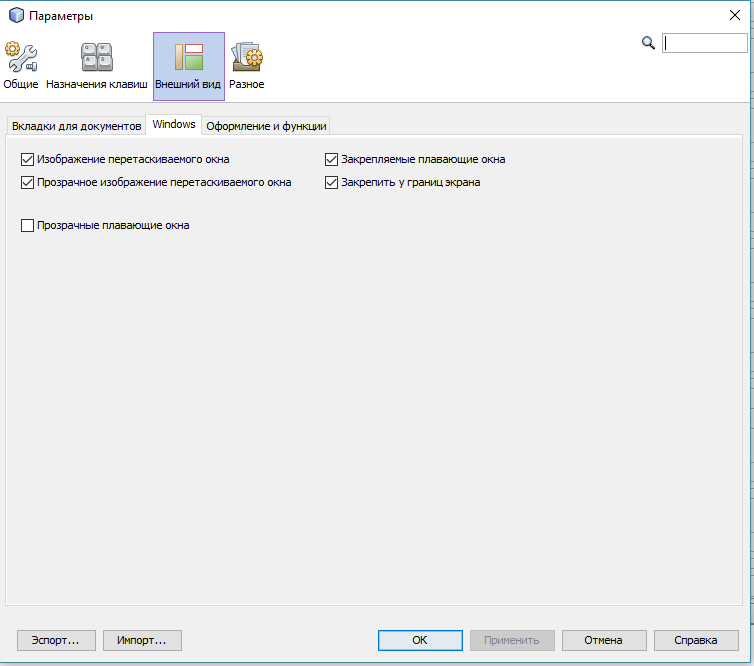 Параметры
Общие
Назначения клавиш
Внешний вид
Разное
Вкладки для документов
Windows
Оформление и функции
Изображение перетаскиваемого окна
Закрепляемые плавающие окна
Прозрачное изображение перетаскиваемого окна
Закрепить у границ экрана
Прозрачные плавающие окна
Эспорт...
Импорт...
OK
Применить
Отмена
Справка